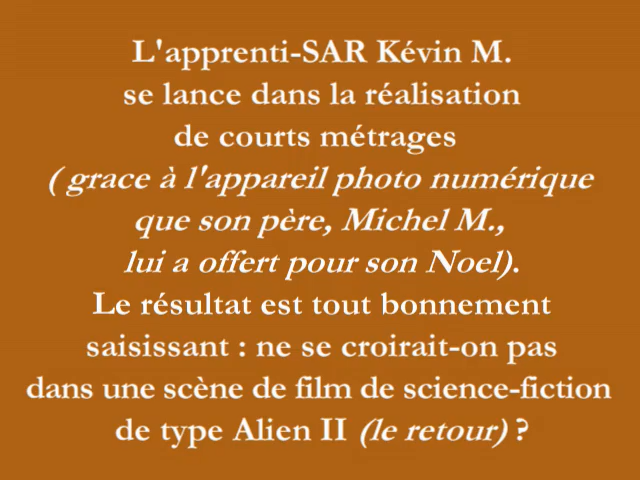 L'apprenti-SAR Kévin M.
se lance dans la réalisation
de courts métrages
( grace à l'appareil photo numérique
que son père, Michel M.,
lui a offert pour son Noel).
Le résultat est tout bonnement
saisissant : ne se croirait-on pas
dans une scène de film de science-fiction
de type Alien II (le retour) ?